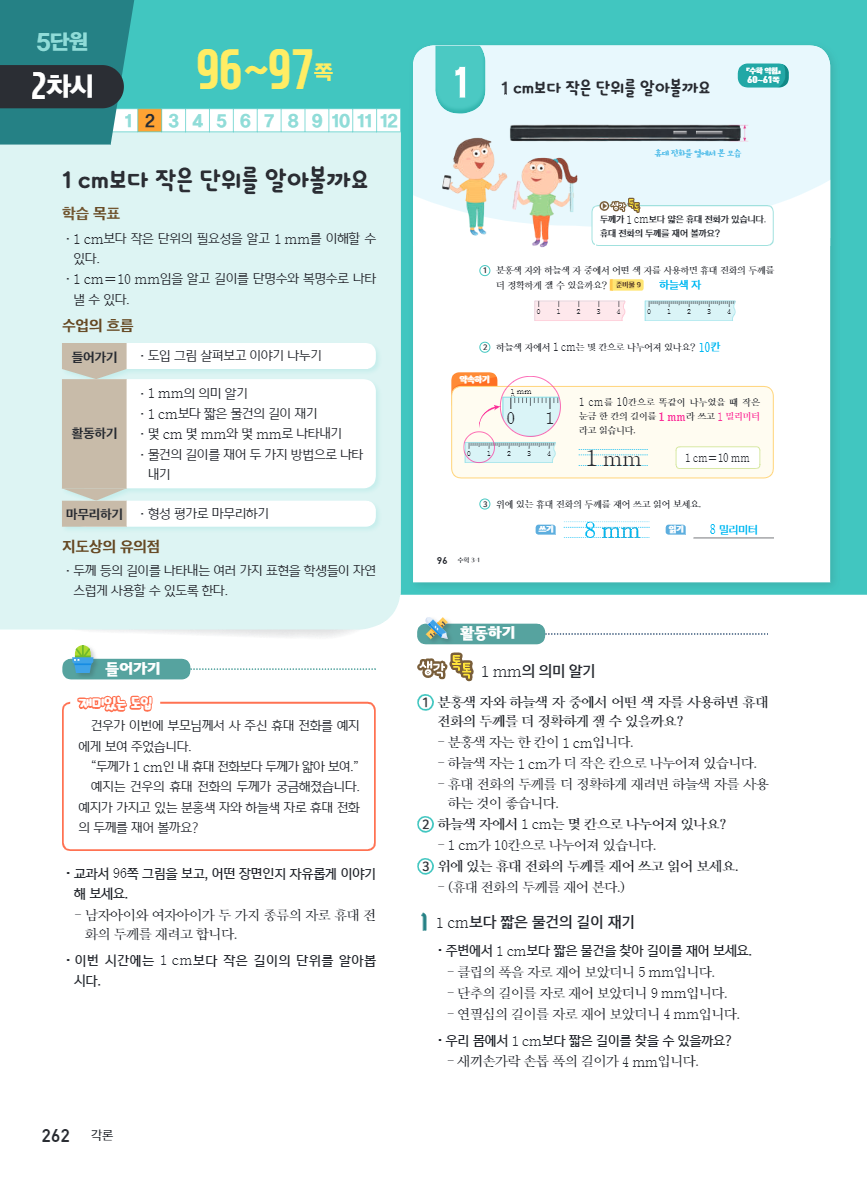 5단원
2차시
96~97쪽
1 2 3 4 5 6 7 8 9 10 11 12
1 cm보다 작은 단위를 알아볼까요
학습 목표
· 1 cm보다 작은 단위의 필요성을 알고 1 mm를 이해할 수
있다.
· 1 cm=10 mm임을 알고 길이를 단명수와 복명수로 나타
낼 수 있다.
수업의 흐름
들어가기
· 도입 그림 살펴보고 이야기 나누기
활동하기
· 1 mm의 의미 알기
· 1 cm보다 짧은 물건의 길이 재기
· 몇 cm 몇 mm와 몇 mm로 나타내기
· 물건의 길이를 재어 두 가지 방법으로 나타
내기
마무리하기
· 형성 평가로 마무리하기
지도상의 유의점
· 두께 등의 길이를 나타내는 여러 가지 표현을 학생들이 자연
스럽게 사용할 수 있도록 한다.
1
1 cm보다 작은 단위를 알아볼까요
『수학 익힘』
60~61쪽
휴대 전화를 옆에서 본 모습
생각 톡톡
두께가 1 cm보다 얇은 휴대 전화가 있습니다.
휴대 전화의 두께를 재어 볼까요?
① 분홍색 자와 하늘색 자 중에서 어떤 색 자를 사용하면 휴대 전화의 두께를
더 정확하게 잴 수 있을까요? 준비물 9 하늘색 자
0 1 2 3 4
0 1 2 3 4
② 하늘색 자에서 1 cm는 몇 칸으로 나누어져 있나요? 10칸
약속하기
1 mm
0 1
0 1 2 3 4
1 cm를 10칸으로 똑같이 나누었을 때 작은
눈금 한 칸의 길이를 1 mm라 쓰고 1 밀리미터
라고 읽습니다.
1 mm
1 cm=10 mm
③ 위에 있는 휴대 전화의 두께를 재어 쓰고 읽어 보세요.
쓰기 8 mm 읽기 8 밀리미터
96 수학 3-1
들어가기
재미있는 도입
건우가 이번에 부모님께서 사 주신 휴대 전화를 예지
에게 보여 주었습니다.
“두께가 1 cm인 내 휴대 전화보다 두께가 얇아 보여.”
예지는 건우의 휴대 전화의 두께가 궁금해졌습니다.
예지가 가지고 있는 분홍색 자와 하늘색 자로 휴대 전화
의 두께를 재어 볼까요?
· 교과서 96쪽 그림을 보고, 어떤 장면인지 자유롭게 이야기
해 보세요.
- 남자아이와 여자아이가 두 가지 종류의 자로 휴대 전
화의 두께를 재려고 합니다.
· 이번 시간에는 1 cm보다 작은 길이의 단위를 알아봅
시다.
활동하기
생각 톡톡 1 mm의 의미 알기
① 분홍색 자와 하늘색 자 중에서 어떤 색 자를 사용하면 휴대
전화의 두께를 더 정확하게 잴 수 있을까요?
- 분홍색 자는 한 칸이 1 cm입니다.
- 하늘색 자는 1 cm가 더 작은 칸으로 나누어져 있습니다.
- 휴대 전화의 두께를 더 정확하게 재려면 하늘색 자를 사용
하는 것이 좋습니다.
② 하늘색 자에서 1 cm는 몇 칸으로 나누어져 있나요?
- 1 cm가 10칸으로 나누어져 있습니다.
③ 위에 있는 휴대 전화의 두께를 재어 쓰고 읽어 보세요.
- (휴대 전화의 두께를 재어 본다.)
1 1 cm보다 짧은 물건의 길이 재기
· 주변에서 1 cm보다 짧은 물건을 찾아 길이를 재어 보세요.
- 클립의 폭을 자로 재어 보았더니 5 mm입니다.
- 단추의 길이를 자로 재어 보았더니 9 mm입니다.
- 연필심의 길이를 자로 재어 보았더니 4 mm입니다.
· 우리 몸에서 1 cm보다 짧은 길이를 찾을 수 있을까요?
- 새끼손가락 손톱 폭의 길이가 4 mm입니다.
262 각론